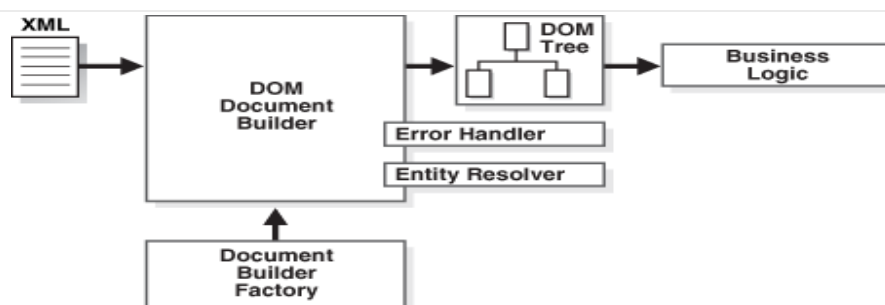 XML
DOM
Document
Builder
DOM
Tree
Business
Logic
Error Handler
Entity Resolver
Document
Builder
Factory